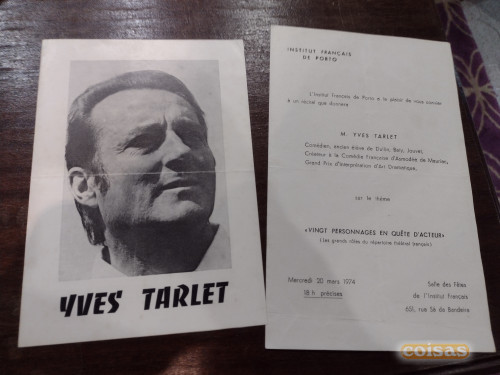 YVES TARLET
INSTITUT FRANÇAIS
DE PORTO
L'Institut Français de Porto a le plaisir de vous convier
à un récital que donnera
M. YVES TARLET
Comédien, ancien élève de Dullin, Baty, Jouvet,
Créateur à la Comédie Française d'Asmodée de Mauriac,
Grand Prix d'Interprétation d'Art Dramatique.
sur le thème
«VINGT PERSONNAGES EN QUÊTE D'ACTEUR»
(Les grands rôles du répertoire théâtral français)
Mercredi 20 mars 1974
18 h. précises
Salle des Fêtes
de l'Institut Français
651, rue Sá da Bandeira
coisas